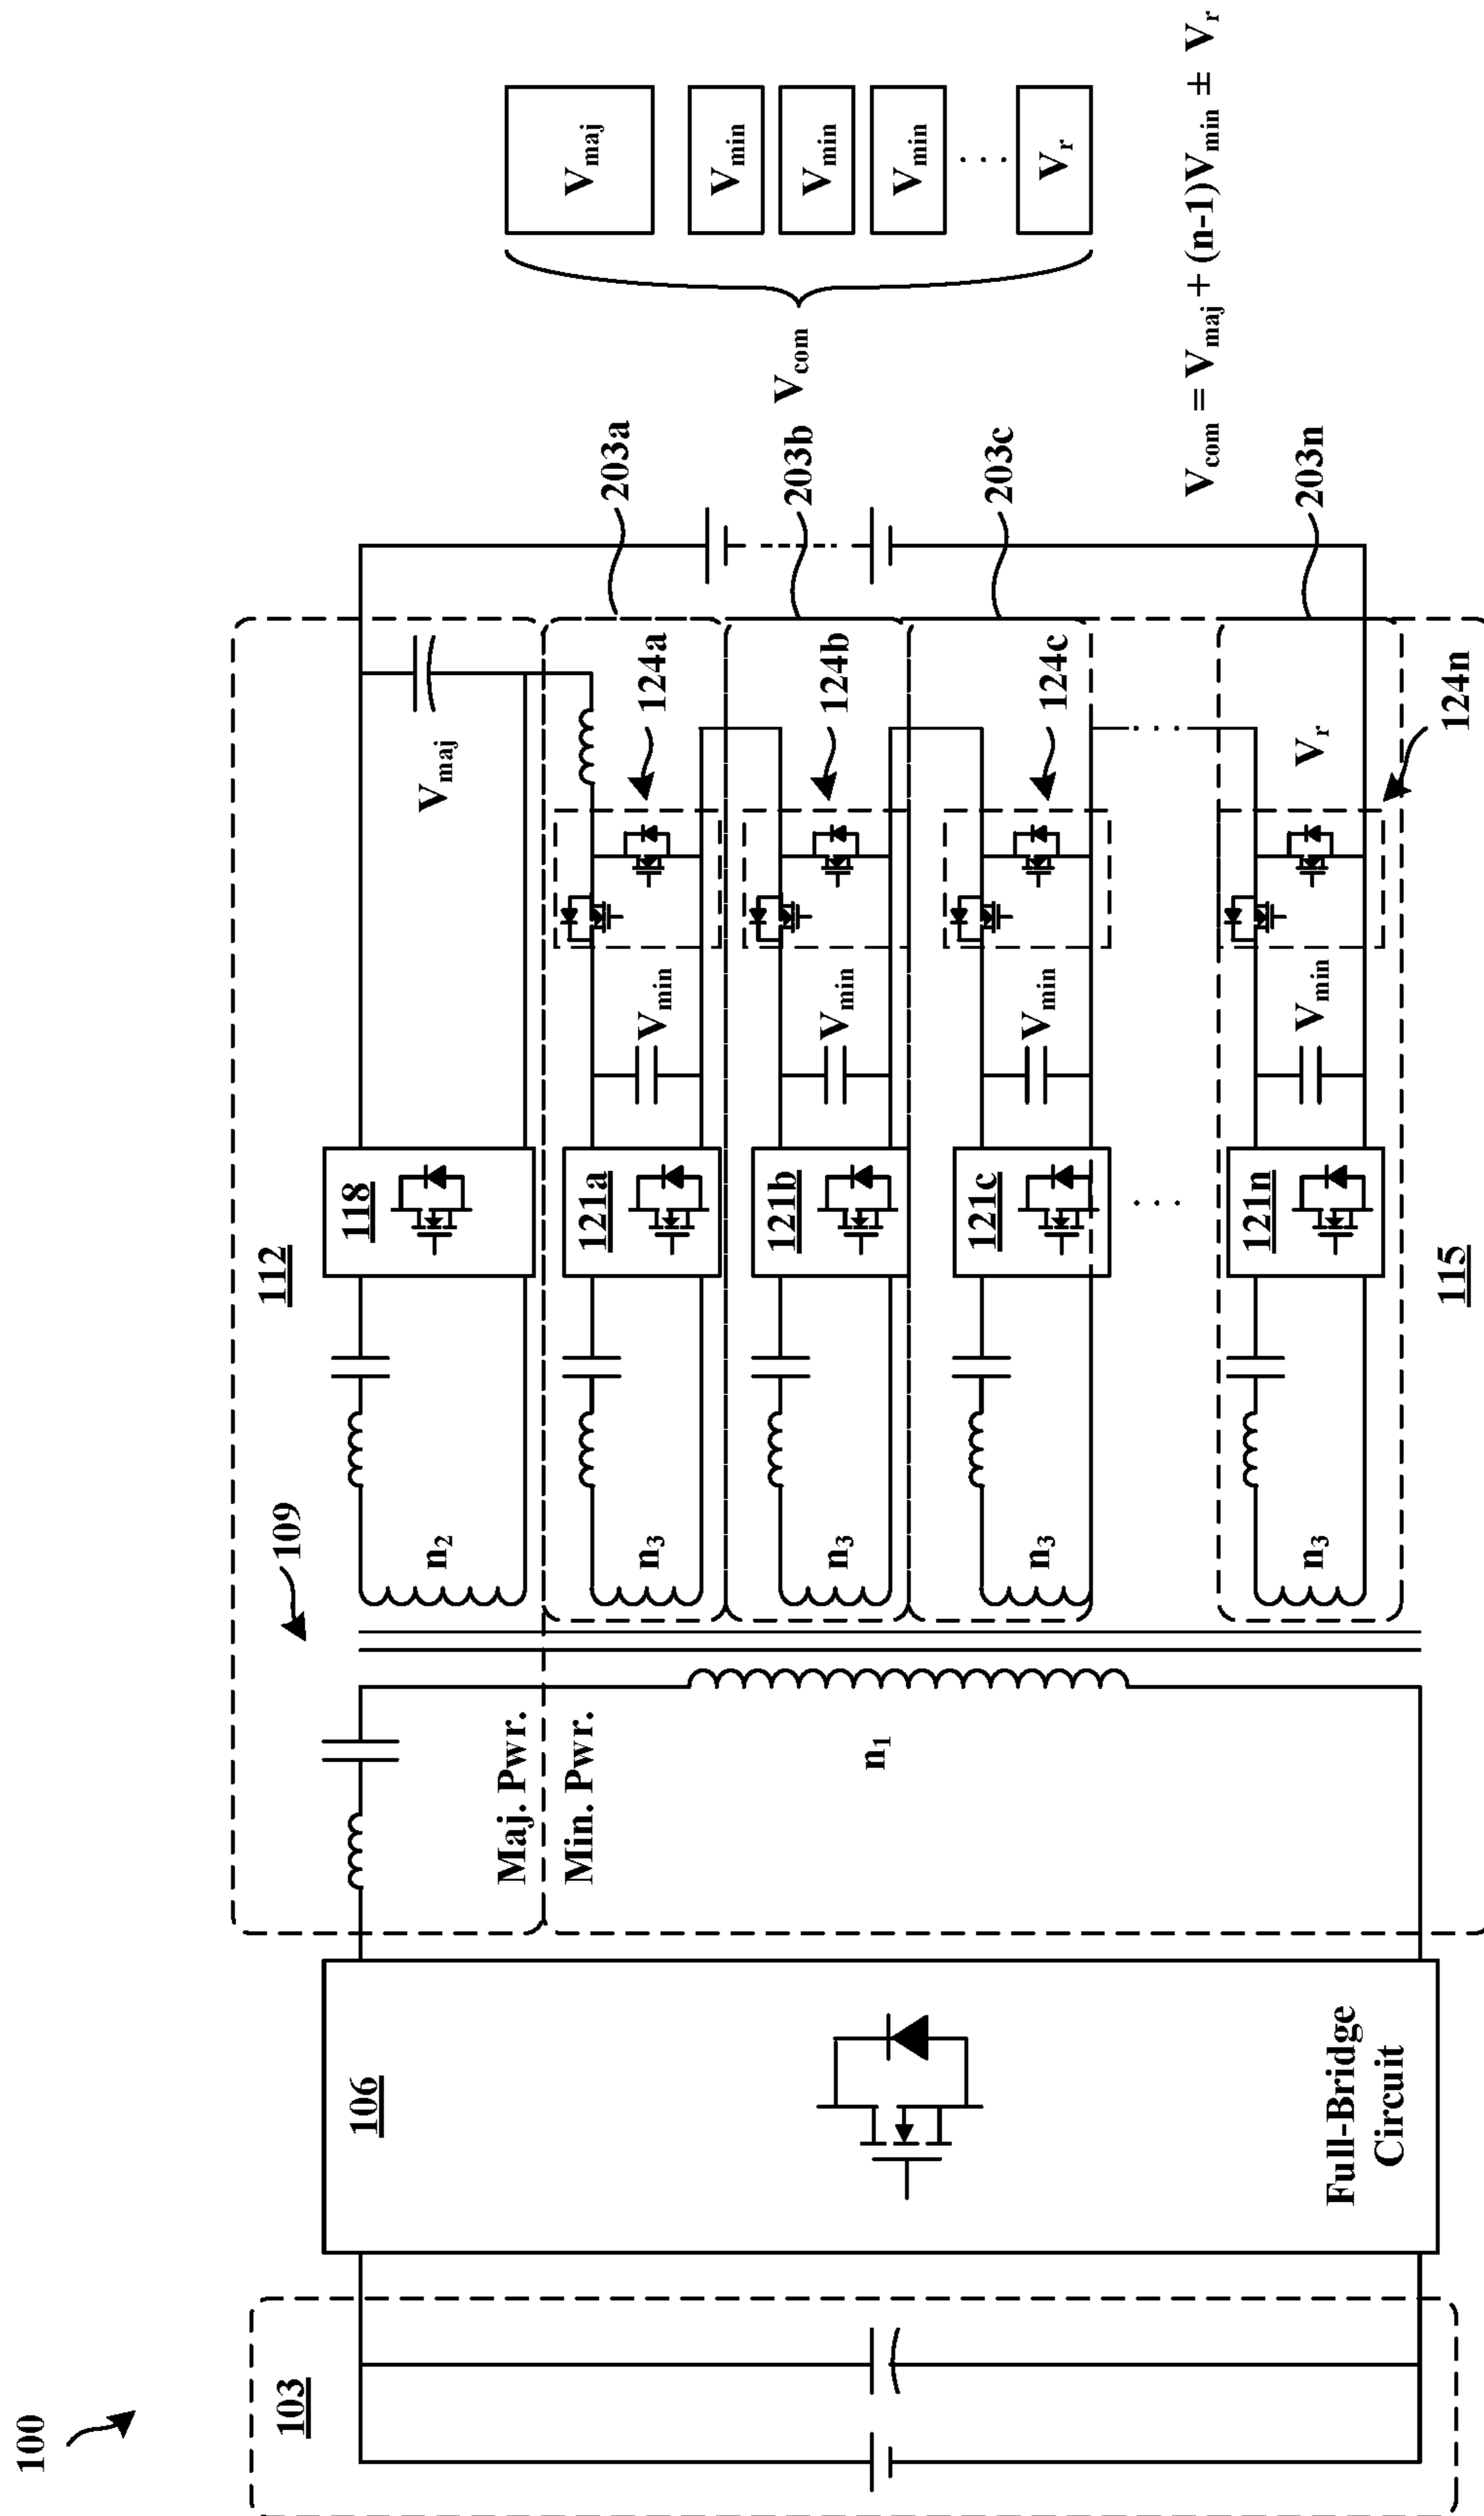 100
103
106
Full-Bridge
Circuit
109
112
Maj. Pwr.
Min. Pwr.
n1
n2
n3
n3
n3
n3
118
121a
121b
121c
. . .
121n
115
Vmaj
Vmin
Vmin
Vmin
Vmin
124a
124b
124c
. . .
Vr
124n
203a
203b
203c
203n
Vcom
Vmaj
Vmin
Vmin
Vmin
. . .
Vr
Vcom = Vmaj + (n-1)Vmin ± Vr